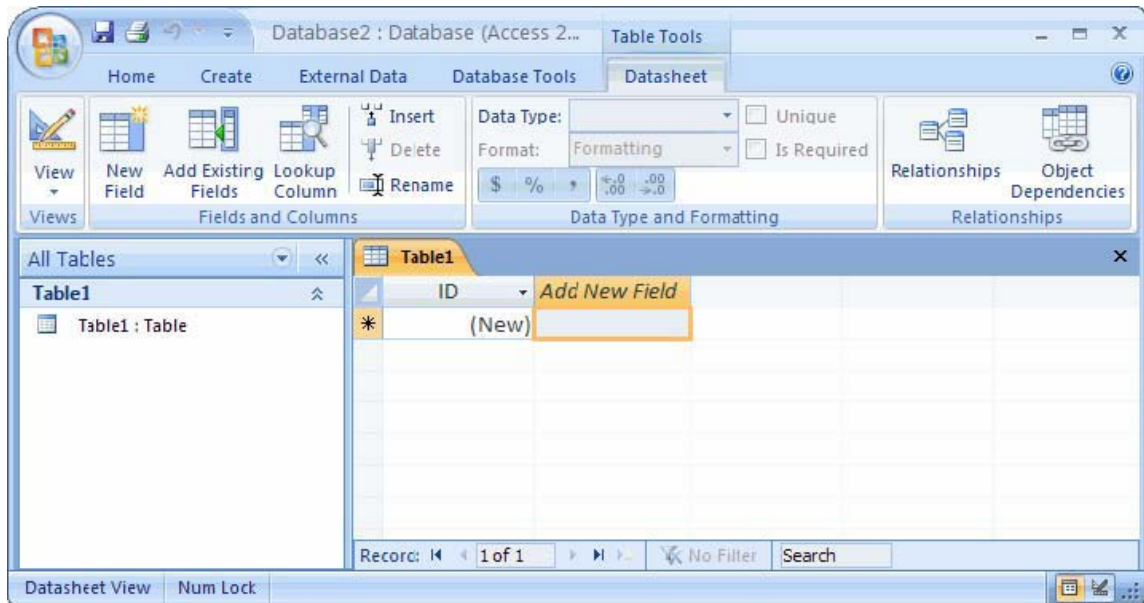 Database2 : Database (Access 2...
Table Tools
Home Create External Data Database Tools Datasheet
View
New Field
Add Existing Fields
Lookup Column
Insert
Delete
Rename
Data Type:
Format: Formatting
$ % ,
Unique
Is Required
Relationships
Object Dependencies
Views Fields and Columns Data Type and Formatting Relationships
All Tables
Table1
Table1 : Table
Table1
ID Add New Field
(New)
Record: 1 of 1 No Filter Search
Datasheet View Num Lock